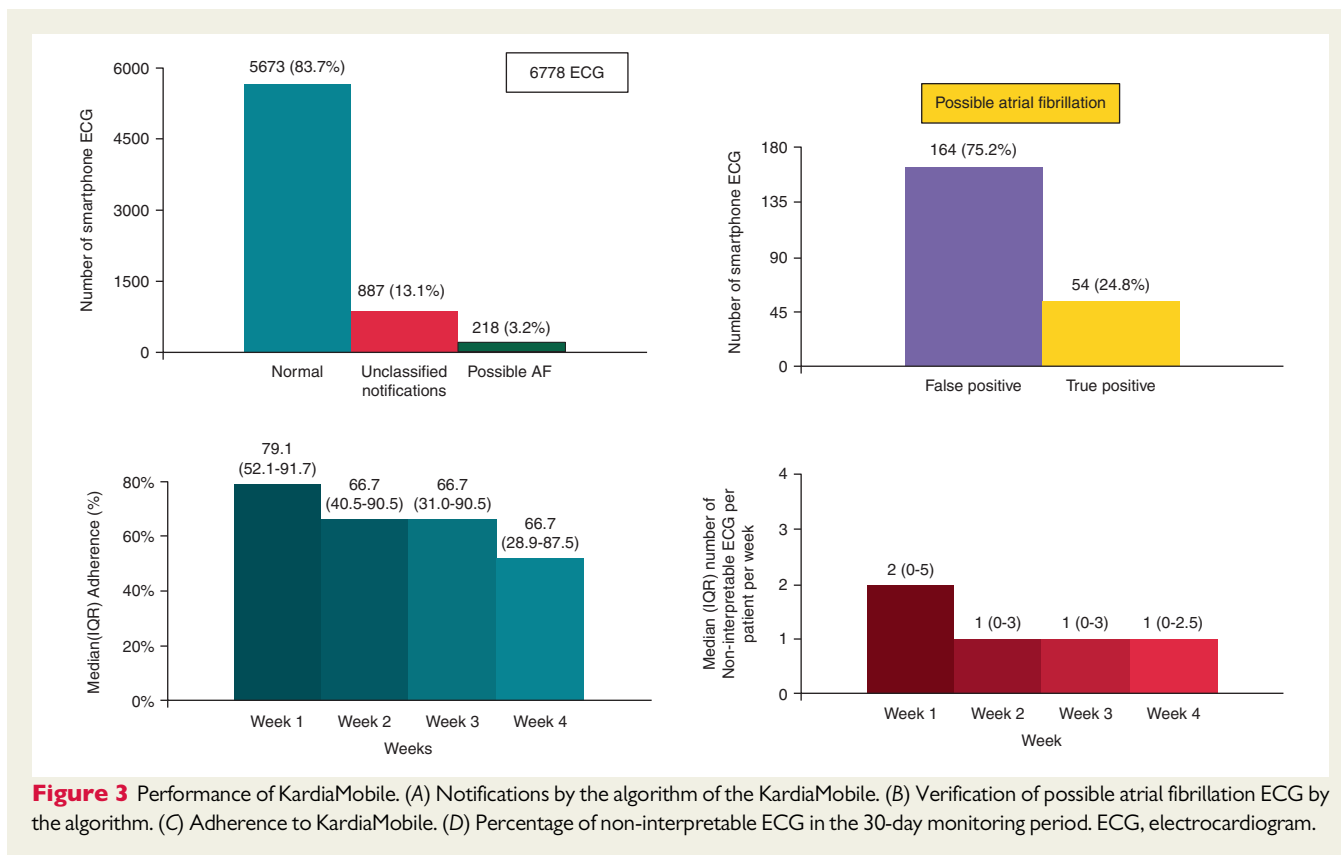 6778 ECG
Number of smartphone ECG
6000
4500
3000
1500
0
5673 (83.7%)
887 (13.1%)
218 (3.2%)
Normal
Unclassified
notifications
Possible AF
Possible atrial fibrillation
Number of smartphone ECG
180
135
90
45
0
164 (75.2%)
54 (24.8%)
False positive
True positive
Median(IQR) Adherence (%)
80%
60%
40%
20%
0%
79.1
(52.1-91.7)
66.7
(40.5-90.5)
66.7
(31.0-90.5)
66.7
(28.9-87.5)
Week 1
Week 2
Week 3
Week 4
Weeks
Median (IQR) number of
Non-interpretable ECG per
patient per week
4
3
2
1
0
2 (0-5)
1 (0-3)
1 (0-3)
1 (0-2.5)
Week 1
Week 2
Week 3
Week 4
Week
Figure 3 Performance of KardiaMobile. (A) Notifications by the algorithm of the KardiaMobile. (B) Verification of possible atrial fibrillation ECG by
the algorithm. (C) Adherence to KardiaMobile. (D) Percentage of non-interpretable ECG in the 30-day monitoring period. ECG, electrocardiogram.